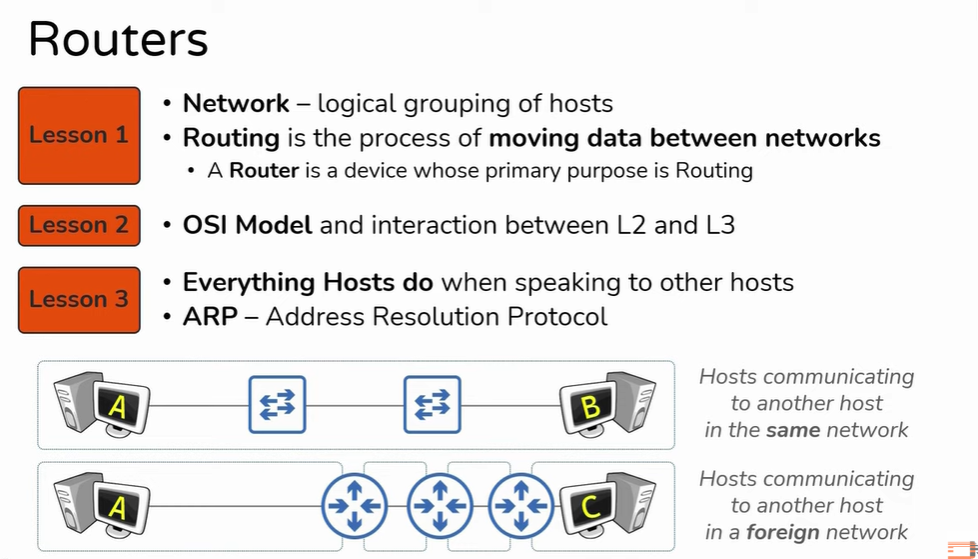 Routers
Lesson 1
• Network – logical grouping of hosts
• Routing is the process of moving data between networks
• A Router is a device whose primary purpose is Routing
Lesson 2
• OSI Model and interaction between L2 and L3
Lesson 3
• Everything Hosts do when speaking to other hosts
• ARP – Address Resolution Protocol
A
B
Hosts communicating
to another host
in the same network
A
C
Hosts communicating
to another host
in a foreign network